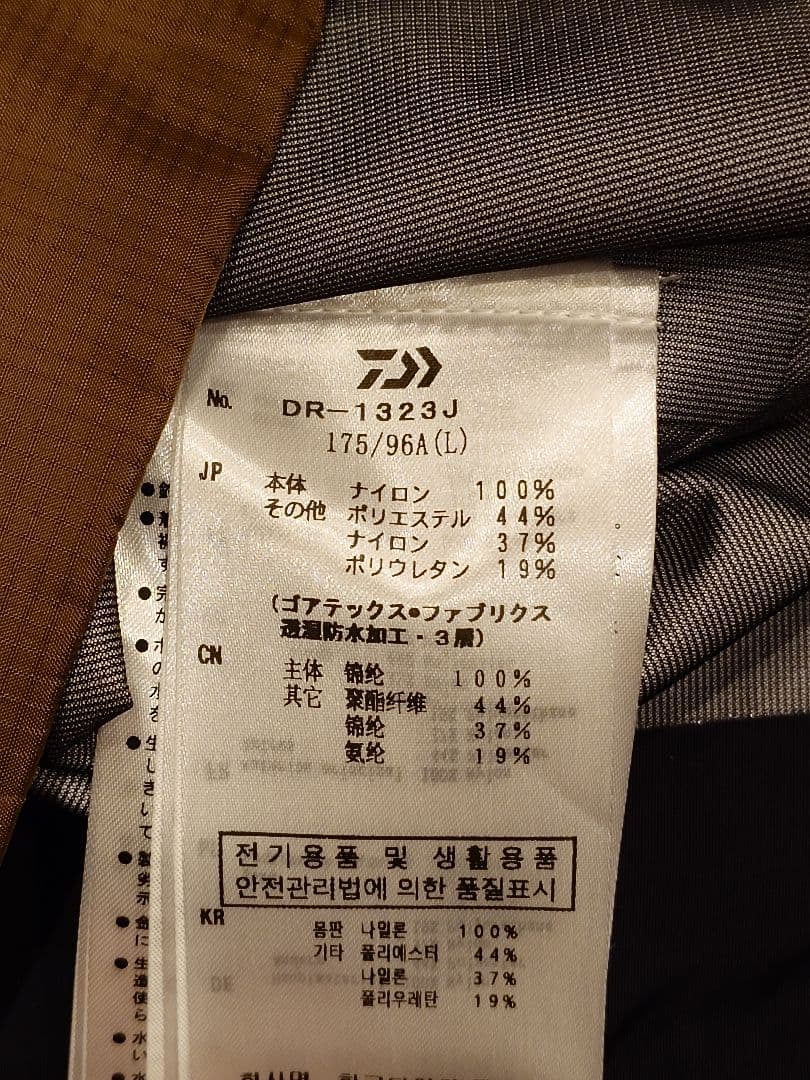 No. DR-1323J
175/96A(L)
JP 本体 ナイロン 100%
その他 ポリエステル 44%
ナイロン 37%
ポリウレタン 19%
(ゴアテックス●ファブリクス
透湿防水加工・3層)
CN 主体 锦纶 100%
其它 聚酯纤维 44%
锦纶 37%
氨纶 19%
전기용품 및 생활용품
안전관리법에 의한 품질표시
KR 몸판 나일론 100%
기타 폴리에스터 44%
나일론 37%
폴리우레탄 19%